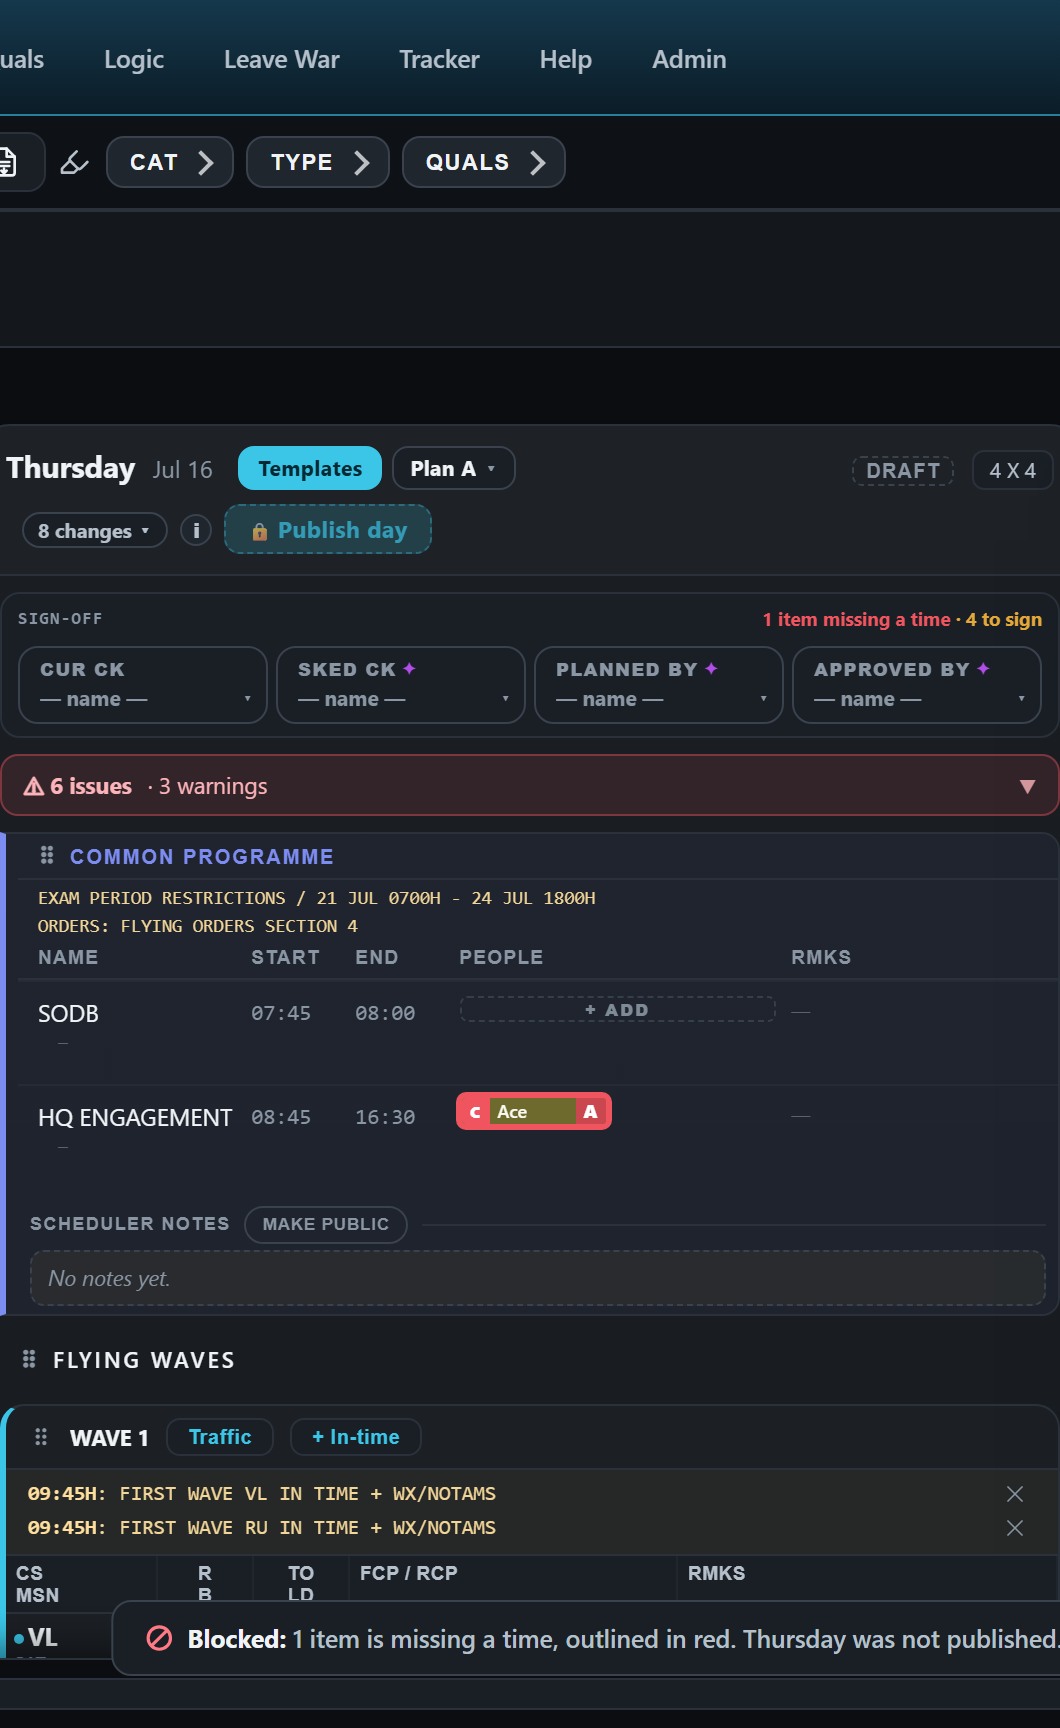 uals Logic Leave War Tracker Help Admin
CAT TYPE QUALS
Thursday Jul 16 Templates Plan A DRAFT 4 X 4
8 changes i Publish day
SIGN-OFF 1 item missing a time · 4 to sign
CUR CK SKED CK PLANNED BY APPROVED BY
— name — — name — — name — — name —
6 issues · 3 warnings
COMMON PROGRAMME
EXAM PERIOD RESTRICTIONS / 21 JUL 0700H - 24 JUL 1800H
ORDERS: FLYING ORDERS SECTION 4
NAME START END PEOPLE RMKS
SODB 07:45 08:00 + ADD —
—
HQ ENGAGEMENT 08:45 16:30 c Ace A —
—
SCHEDULER NOTES MAKE PUBLIC
No notes yet.
FLYING WAVES
WAVE 1 Traffic + In-time
09:45H: FIRST WAVE VL IN TIME + WX/NOTAMS
09:45H: FIRST WAVE RU IN TIME + WX/NOTAMS
CS R TO FCP / RCP RMKS
MSN B LD
VL
Blocked: 1 item is missing a time, outlined in red. Thursday was not published.